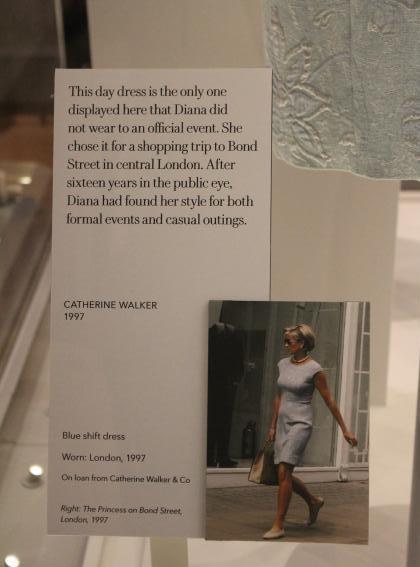 This day dress is the only one
displayed here that Diana did
not wear to an official event. She
chose it for a shopping trip to Bond
Street in central London. After
sixteen years in the public eye,
Diana had found her style for both
formal events and casual outings.
CATHERINE WALKER
1997
Blue shift dress
Worn: London, 1997
On loan from Catherine Walker & Co
Right: The Princess on Bond Street,
London, 1997